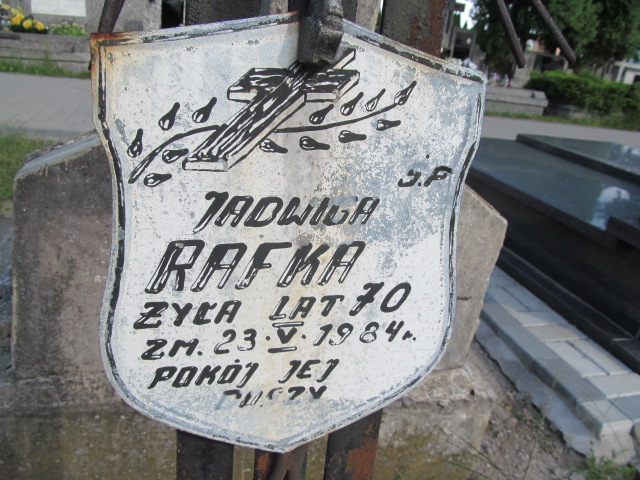 Ś.P
JADWIGA
RAFKA
ŻYŁA LAT 70
ZM. 23·V·1984r.
POKÓJ JEJ
DUSZY